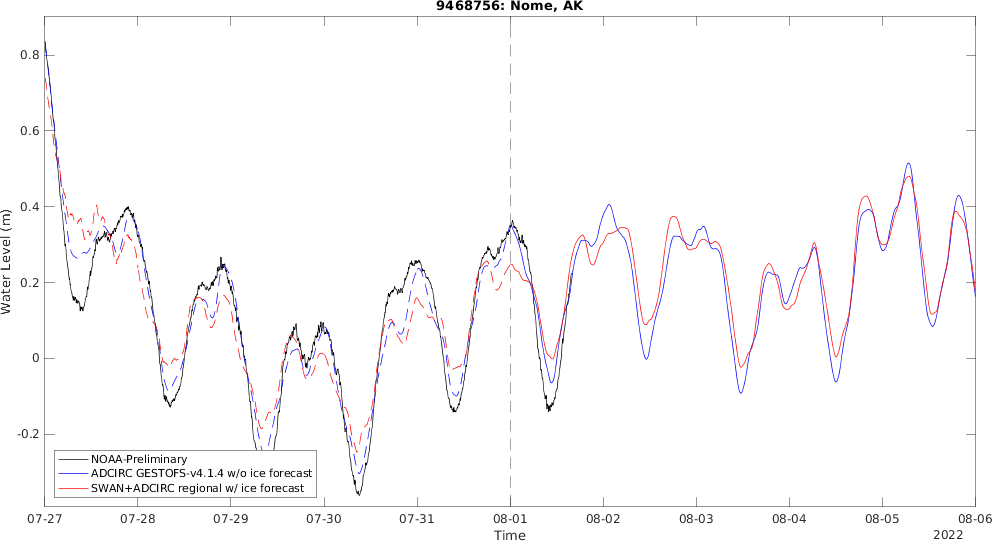 9468756: Nome, AK
Water Level (m)
0.8
0.6
0.4
0.2
0
-0.2
NOAA-Preliminary
ADCIRC GESTOFS-v4.1.4 w/o ice forecast
SWAN+ADCIRC regional w/ ice forecast
07-27 07-28 07-29 07-30 07-31 08-01 08-02 08-03 08-04 08-05 08-06
Time
2022